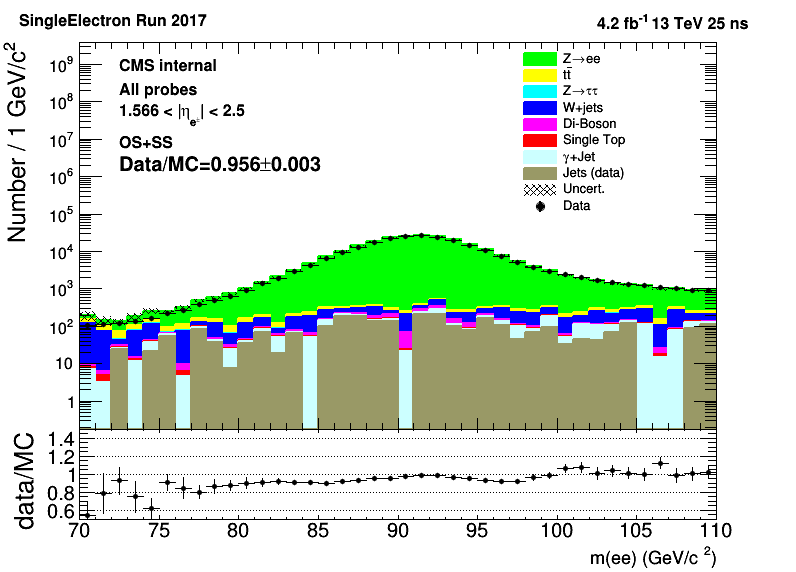 SingleElectron Run 2017
4.2 fb⁻¹ 13 TeV 25 ns
Number / 1 GeV/c²
10⁹
10⁸
10⁷
10⁶
10⁵
10⁴
10³
10²
10
1
CMS internal
All probes
1.566 < |η_e±| < 2.5
OS+SS
Data/MC=0.956±0.003
Z→ee
tt̄
Z→ττ
W+jets
Di-Boson
Single Top
γ+Jet
Jets (data)
Uncert.
Data
data/MC
1.4
1.2
1
0.8
0.6
70 75 80 85 90 95 100 105 110
m(ee) (GeV/c ²)